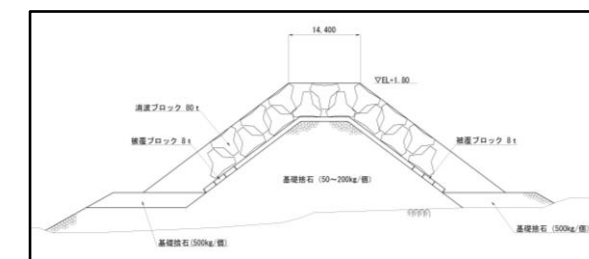 14.400
▽EL+1.80
消波ブロック 80t
被覆ブロック 8t
被覆ブロック 8t
基礎捨石 (50～200kg/個)
基礎捨石(500kg/個)
基礎捨石 (500kg/個)